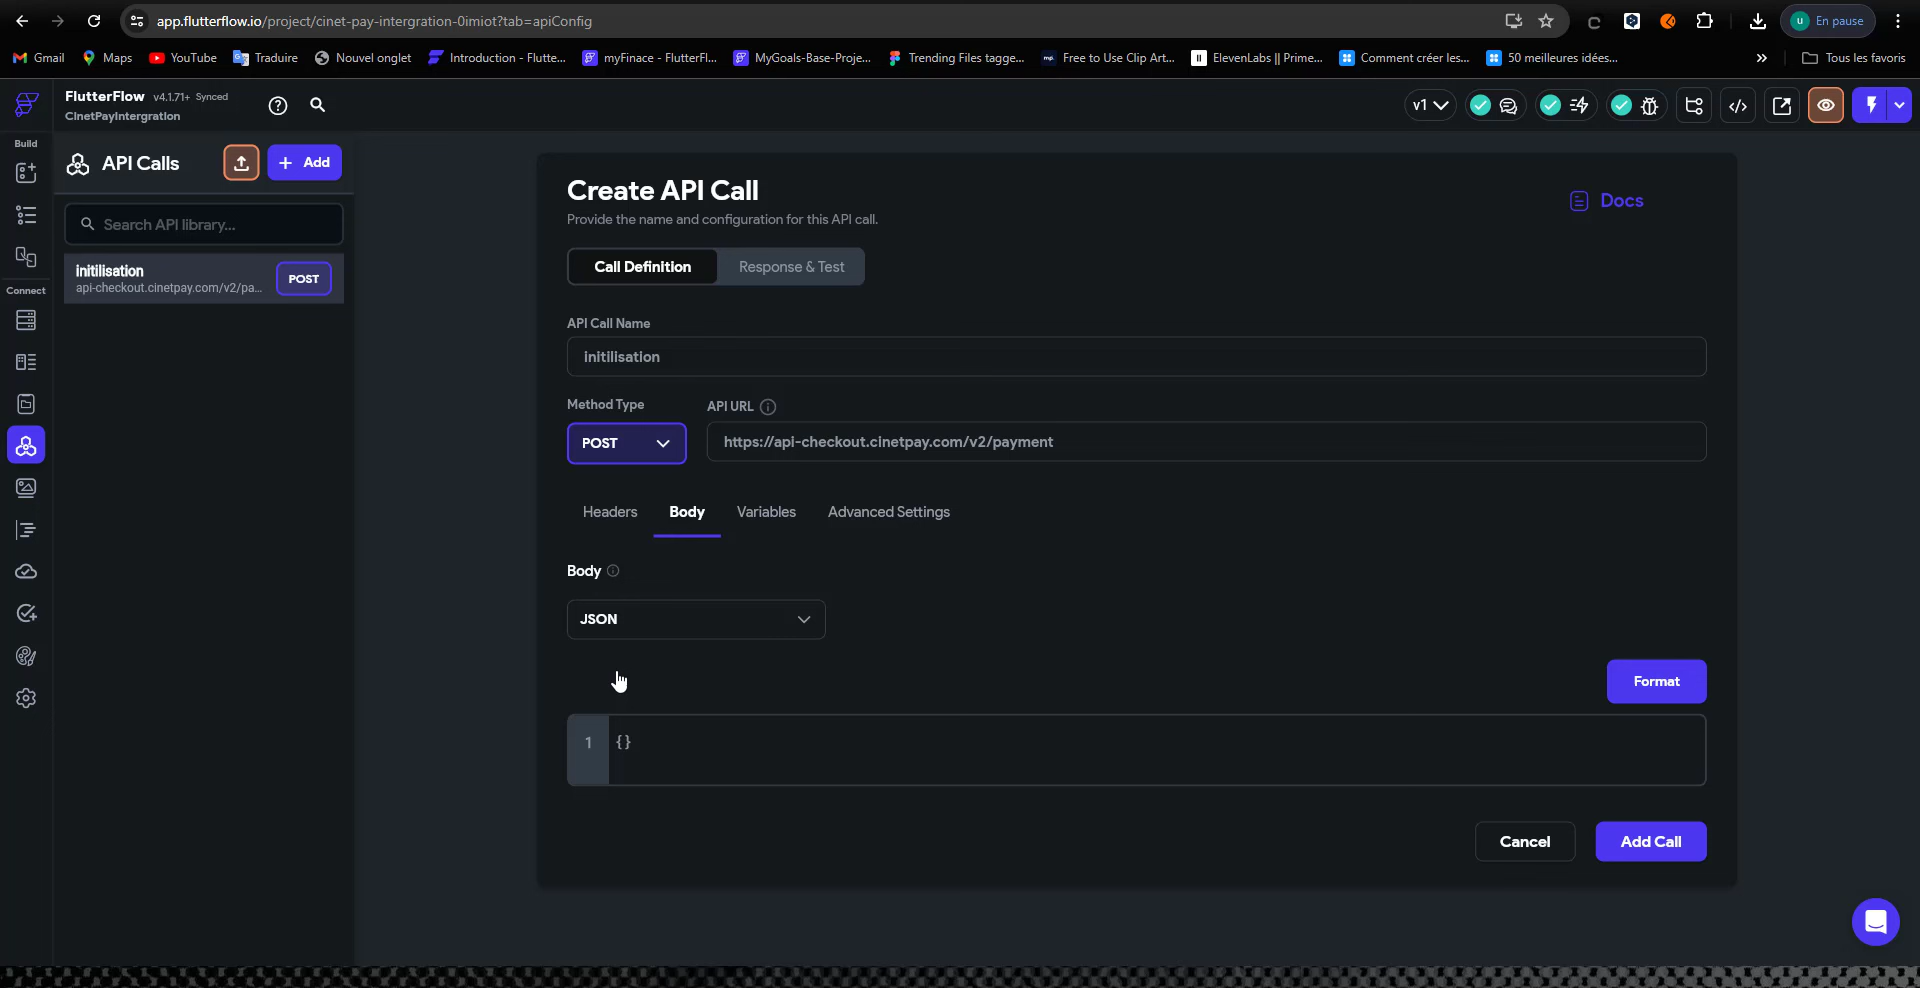 app.flutterflow.io/project/cinet-pay-intergration-0imiot?tab=apiConfig
u En pause
Gmail Maps YouTube Traduire Nouvel onglet Introduction - Flutte... myFinace - FlutterFl... MyGoals-Base-Proje... Trending Files tagge... Free to Use Clip Art... ElevenLabs || Prime... Comment créer les... 50 meilleures idées... » Tous les favoris
FlutterFlow v4.1.71+ Synced
CinetPayIntergration
v1
Build
API Calls
+ Add
Search API library...
initilisation
api-checkout.cinetpay.com/v2/pa...
POST
Connect
Create API Call
Provide the name and configuration for this API call.
Docs
Call Definition Response & Test
API Call Name
initilisation
Method Type API URL
POST https://api-checkout.cinetpay.com/v2/payment
Headers Body Variables Advanced Settings
Body
JSON
Format
1 {}
Cancel Add Call